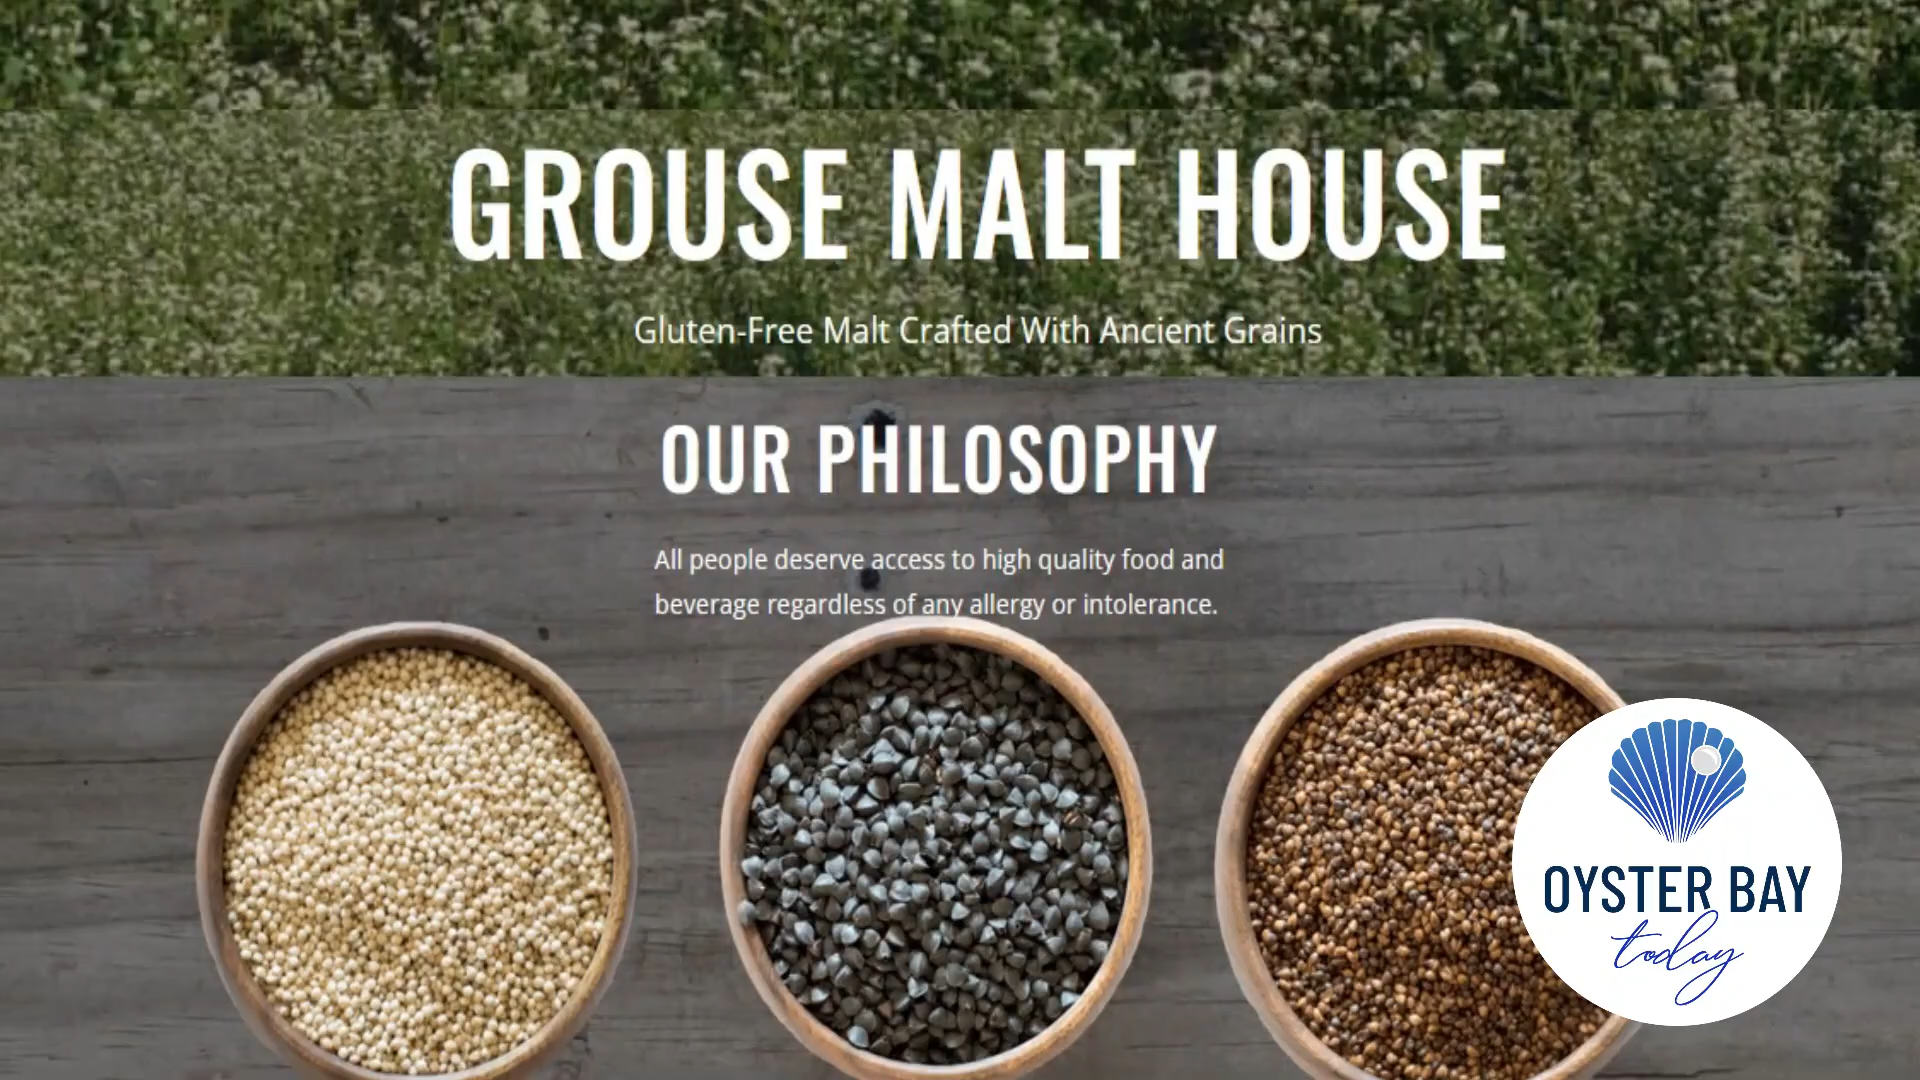 GROUSE MALT HOUSE
Gluten-Free Malt Crafted With Ancient Grains
OUR PHILOSOPHY
All people deserve access to high quality food and
beverage regardless of any allergy or intolerance.
OYSTER BAY
today